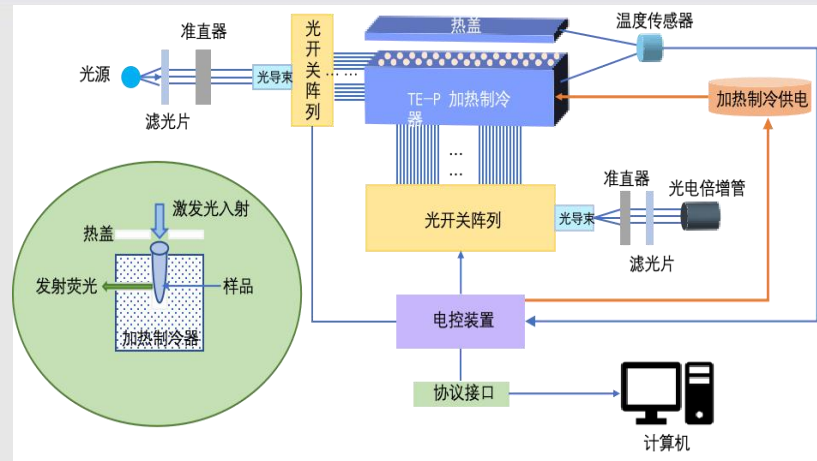 光源
滤光片
准直器
光导束
光开关阵列
热盖
TE-P 加热制冷
器
温度传感器
加热制冷供电
光开关阵列
光导束
准直器
滤光片
光电倍增管
电控装置
协议接口
计算机
激发光入射
热盖
发射荧光
样品
加热制冷器